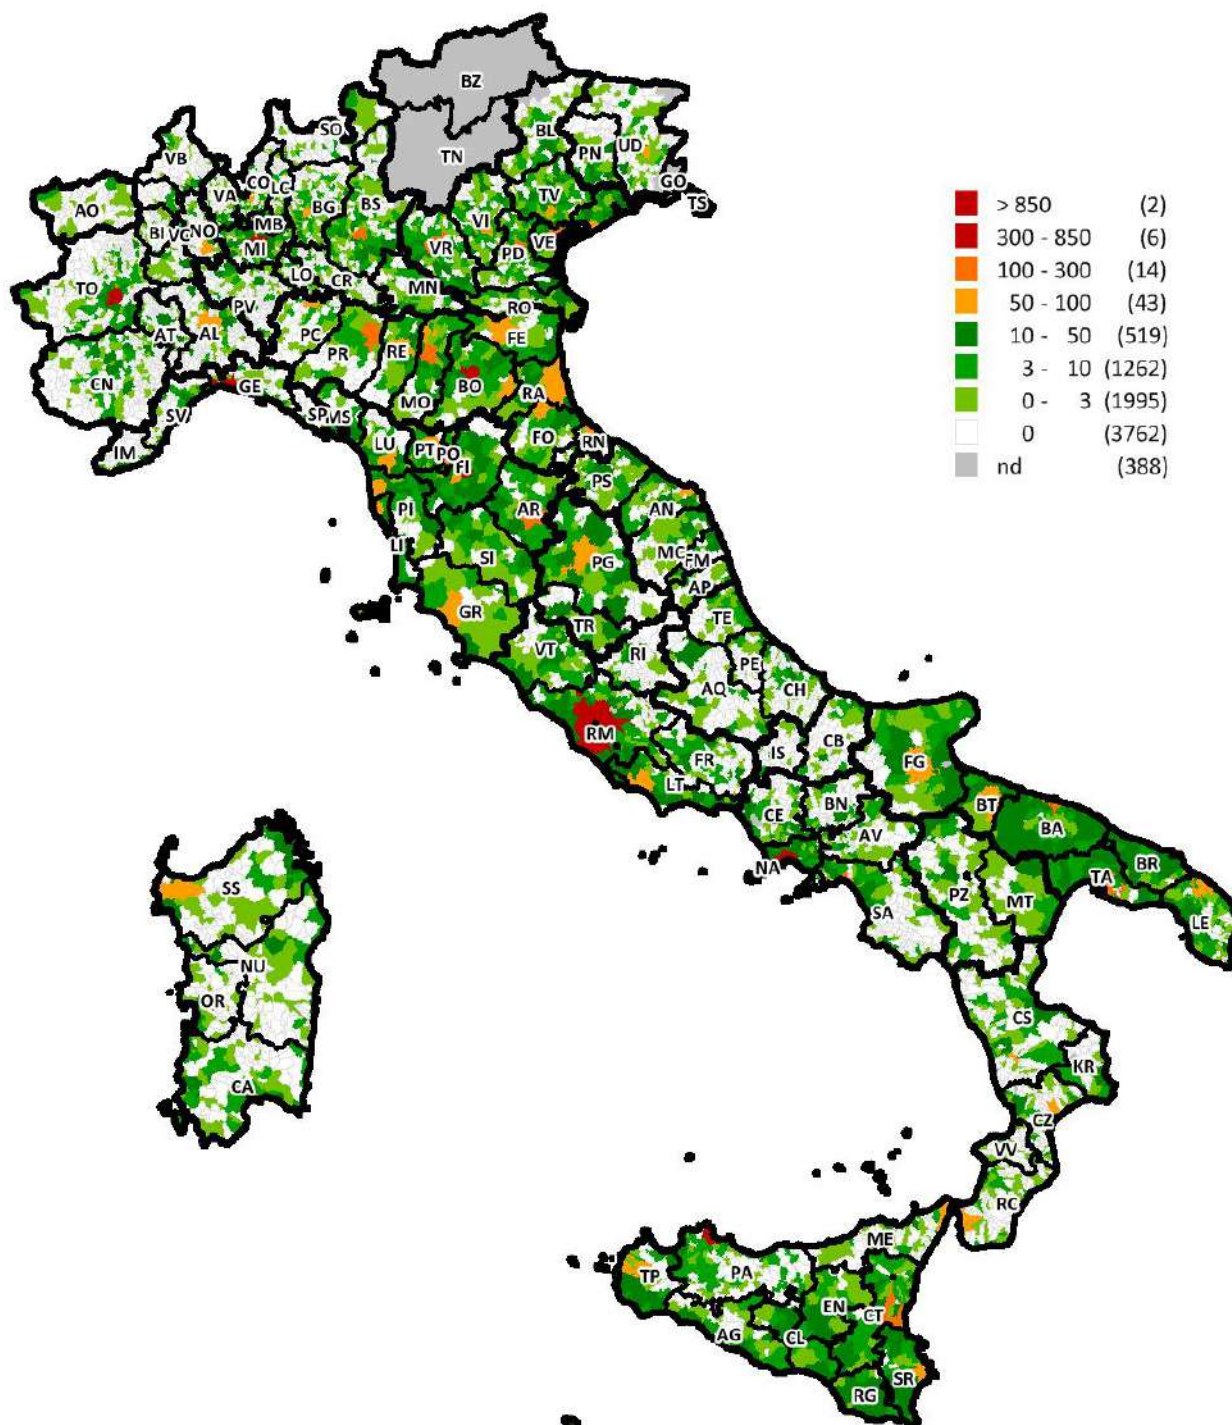 BZ
SO
BL
TN
PN
UD
VB
GO
TS
CO
LC
VA
TV
AO
BG
BS
VI
BI
VC
NO
MB
MI
VR
PD
VE
TO
LO
CR
MN
PV
RO
AT
AL
PC
PR
RE
FE
CN
GE
BO
MO
RA
SV
SP
MS
IM
LU
PT
PO
FI
FO
RN
PS
PI
AR
AN
LI
SI
PG
MC
FM
AP
GR
TR
TE
VT
RI
PE
AQ
CH
RM
CB
FR
IS
FG
LT
CE
BN
BT
BA
AV
NA
BR
TA
SS
PZ
MT
SA
LE
NU
OR
CS
KR
CA
CZ
VV
RC
ME
TP
PA
EN
CT
AG
CL
SR
RG
> 850 (2)
300 - 850 (6)
100 - 300 (14)
50 - 100 (43)
10 - 50 (519)
3 - 10 (1262)
0 - 3 (1995)
0 (3762)
nd (388)